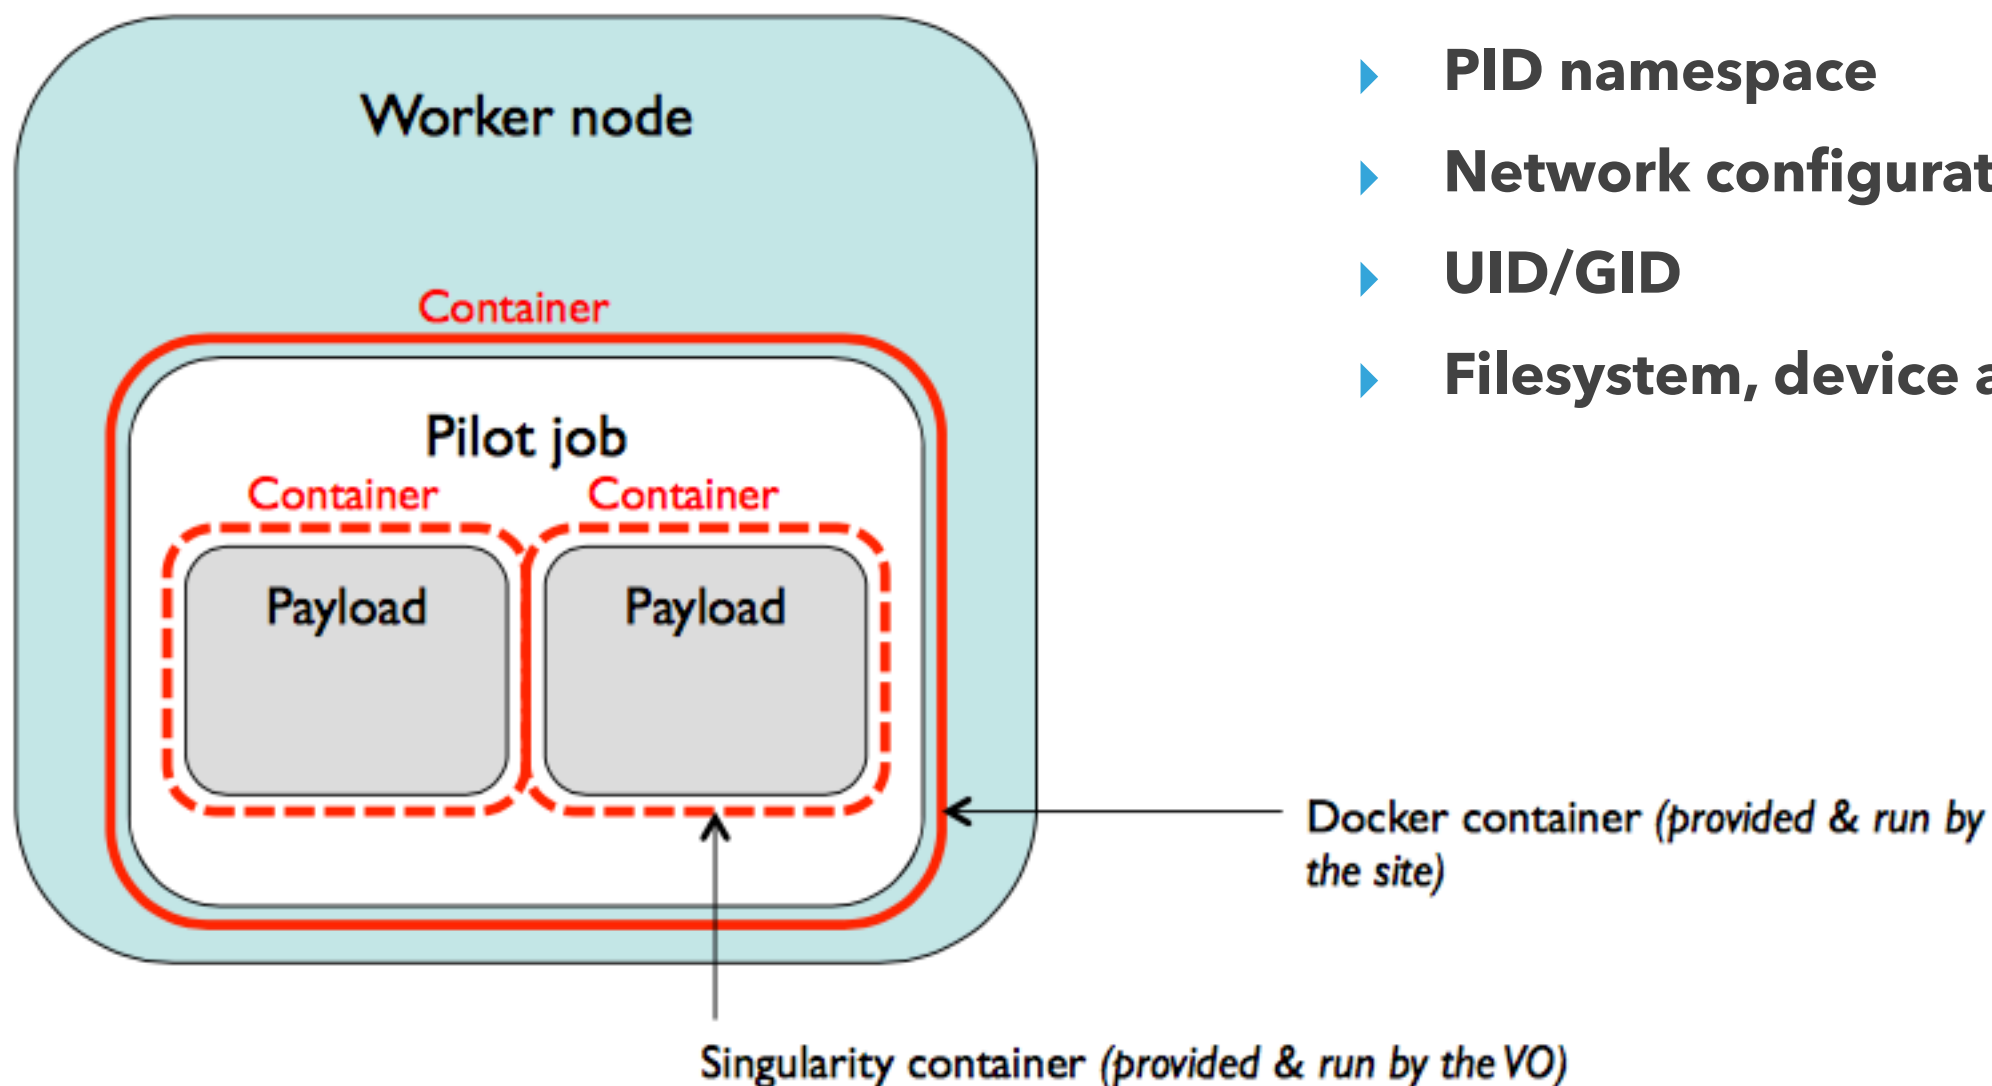 Worker node
Container
Pilot job
Container Container
Payload Payload
PID namespace
Network configurat
UID/GID
Filesystem, device a
Docker container (provided & run by
the site)
Singularity container (provided & run by the VO)